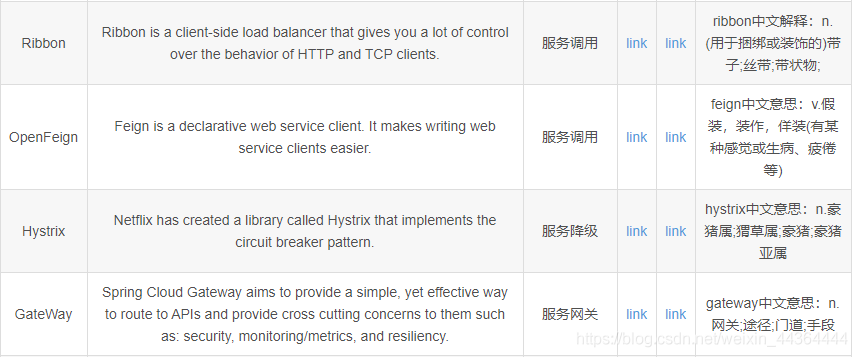 Ribbon
Ribbon is a client-side load balancer that gives you a lot of control
over the behavior of HTTP and TCP clients.
服务调用
link
link
ribbon中文解释：n.
(用于捆绑或装饰的)带
子;丝带;带状物;
OpenFeign
Feign is a declarative web service client. It makes writing web
service clients easier.
服务调用
link
link
feign中文意思：v.假
装，装作，佯装(有某
种感觉或生病、疲倦
等)
Hystrix
Netflix has created a library called Hystrix that implements the
circuit breaker pattern.
服务降级
link
link
hystrix中文意思：n.豪
猪属;猬草属;豪猪;豪猪
亚属
GateWay
Spring Cloud Gateway aims to provide a simple, yet effective way
to route to APIs and provide cross cutting concerns to them such
as: security, monitoring/metrics, and resiliency.
服务网关
link
link
gateway中文意思：n.
网关;途径;门道;手段
https://blog.csdn.net/weixin_44364444